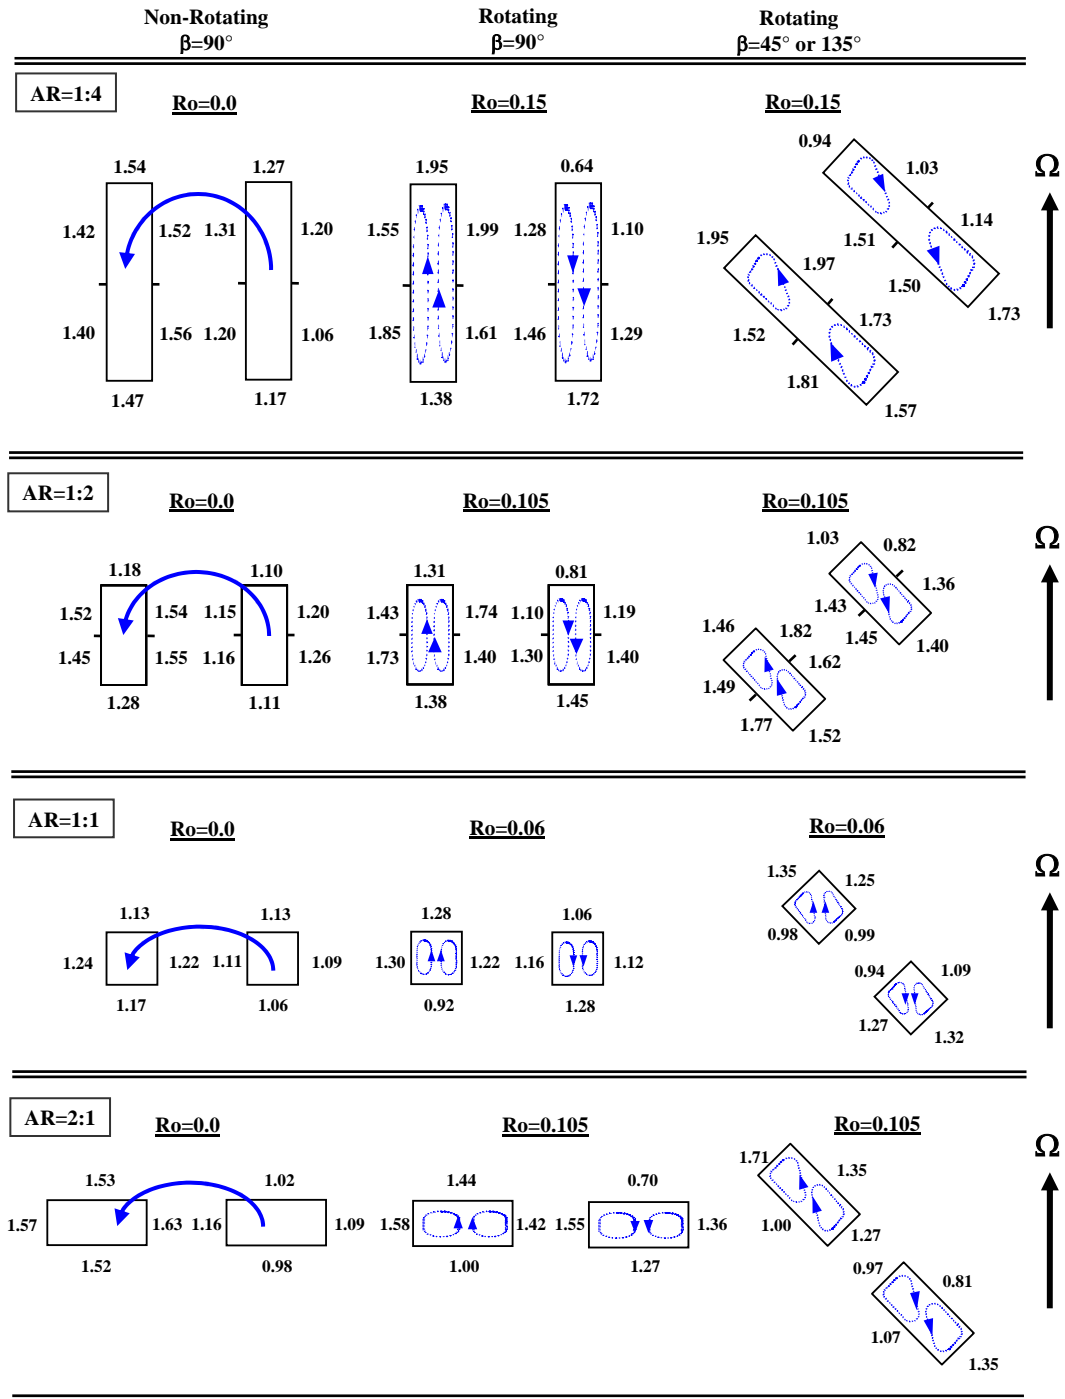 Non-Rotating Rotating Rotating
β=90° β=90° β=45° or 135°
AR=1:4
Ro=0.0 Ro=0.15 Ro=0.15
0.94
1.54 1.27 1.95 0.64 1.03
Ω
1.42 1.52 1.31 1.20 1.55 1.99 1.28 1.10 1.14
1.95 1.51
1.97 1.50
1.73
1.40 1.56 1.20 1.06 1.85 1.61 1.46 1.29 1.52 1.73
1.81
1.47 1.17 1.38 1.72 1.57
AR=1:2
Ro=0.0 Ro=0.105 Ro=0.105
1.03 0.82
Ω
1.18 1.10 1.31 0.81 1.36
1.52 1.54 1.15 1.20 1.43 1.74 1.10 1.19 1.43
1.46 1.82 1.45 1.40
1.45 1.55 1.16 1.26 1.73 1.40 1.30 1.40 1.62
1.49
1.28 1.11 1.38 1.45 1.77 1.52
AR=1:1
Ro=0.0 Ro=0.06 Ro=0.06
1.35 1.25
Ω
1.13 1.13 1.28 1.06
0.98 0.99
1.24 1.22 1.11 1.09 1.30 1.22 1.16 1.12 0.94 1.09
1.17 1.06 0.92 1.28
1.27 1.32
AR=2:1
Ro=0.0 Ro=0.105 Ro=0.105
Ω
1.71 1.35
1.53 1.02 1.44 0.70
1.57 1.63 1.16 1.09 1.58 1.42 1.55 1.36 1.00 1.27
1.52 0.98 1.00 1.27 0.97 0.81
1.07 1.35